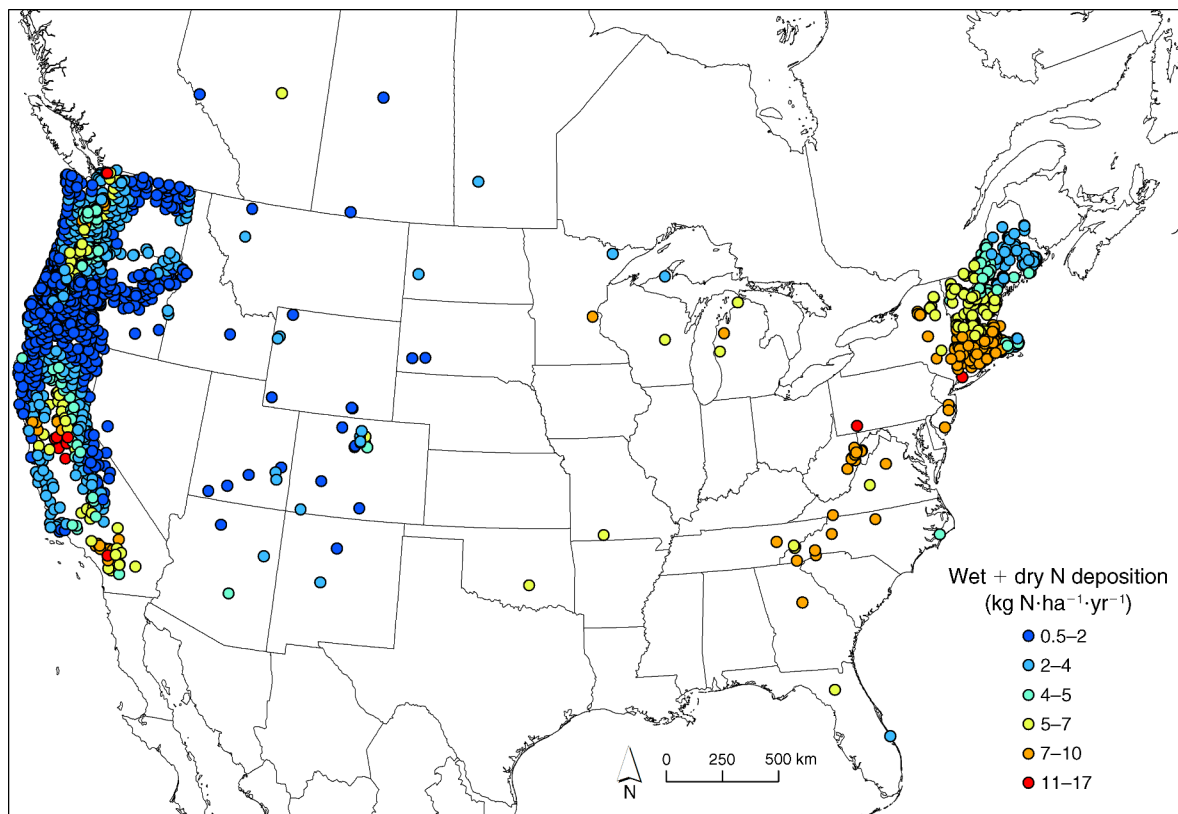 Wet + dry N deposition
(kg N·ha⁻¹·yr⁻¹)
0.5–2
2–4
4–5
5–7
7–10
11–17
N
0 250 500 km